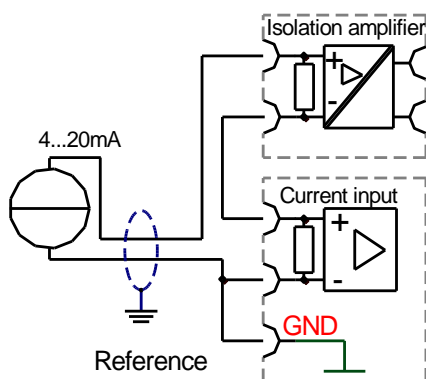 Isolation amplifier
+
-
4...20mA
Current input
+
-
GND
Reference